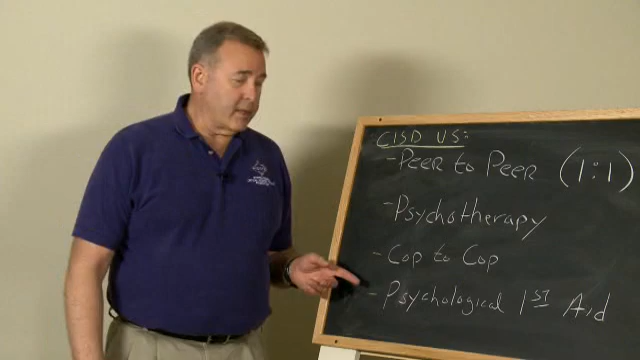 CISD VS:
- Peer to Peer (1:1)
- Psychotherapy
- Cop to Cop
- Psychological 1ST Aid